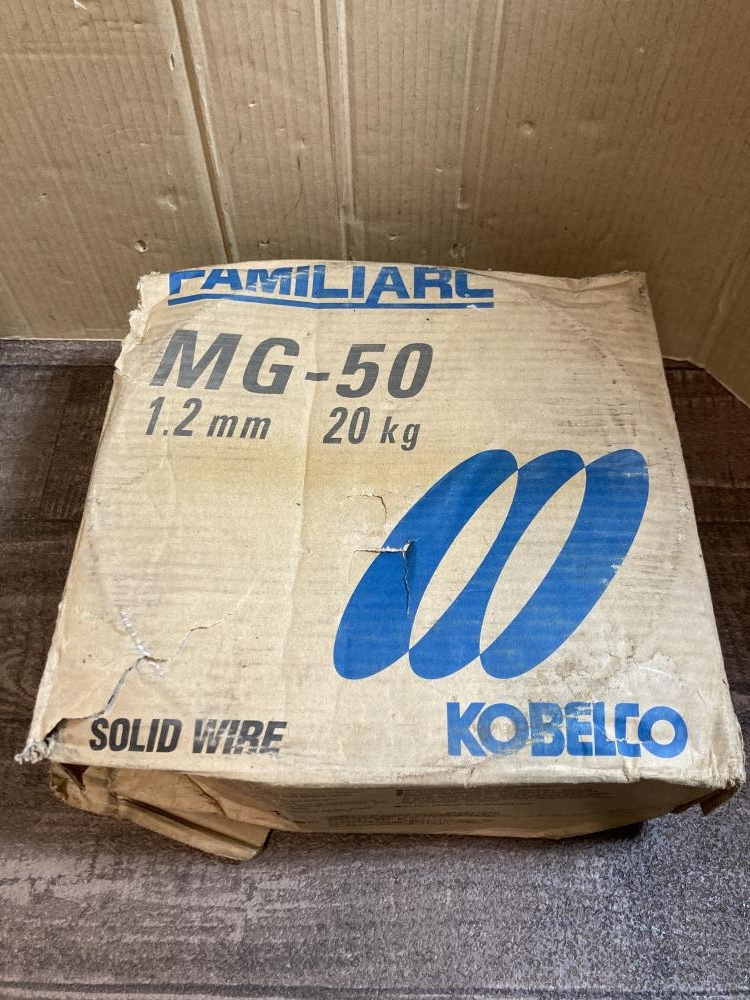 FAMILIARC
MG-50
1.2 mm 20 kg
SOLID WIRE
KOBELCO